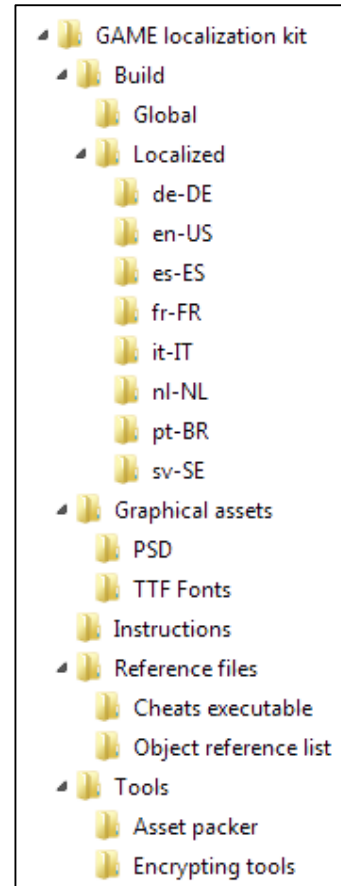 GAME localization kit
Build
Global
Localized
de-DE
en-US
es-ES
fr-FR
it-IT
nl-NL
pt-BR
sv-SE
Graphical assets
PSD
TTF Fonts
Instructions
Reference files
Cheats executable
Object reference list
Tools
Asset packer
Encrypting tools